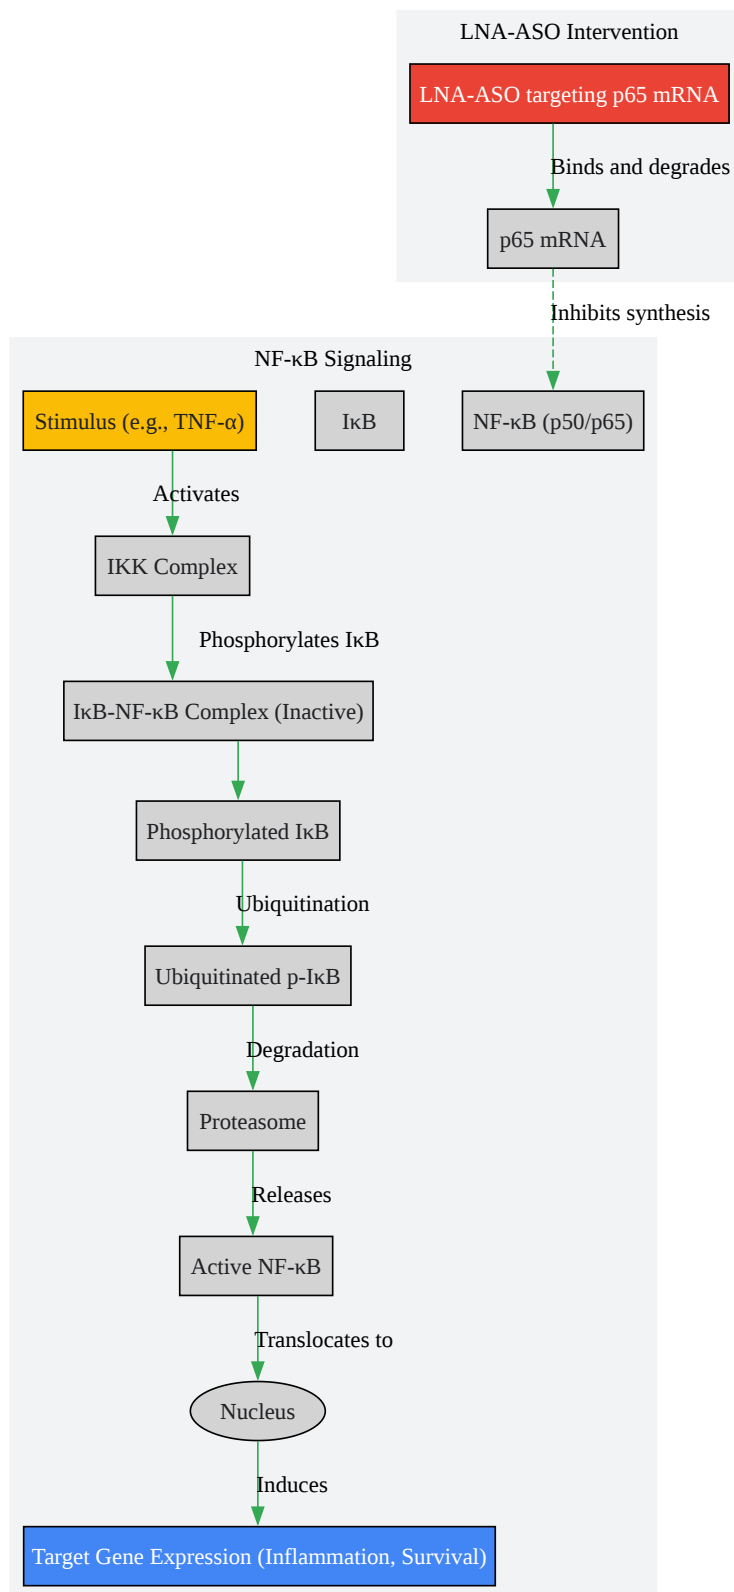 LNA-ASO Intervention
LNA-ASO targeting p65 mRNA
Binds and degrades
p65 mRNA
Inhibits synthesis
NF-κB Signaling
Stimulus (e.g., TNF-α)
IκB
NF-κB (p50/p65)
Activates
IKK Complex
Phosphorylates IκB
IκB-NF-κB Complex (Inactive)
Phosphorylated IκB
Ubiquitination
Ubiquitinated p-IκB
Degradation
Proteasome
Releases
Active NF-κB
Translocates to
Nucleus
Induces
Target Gene Expression (Inflammation, Survival)